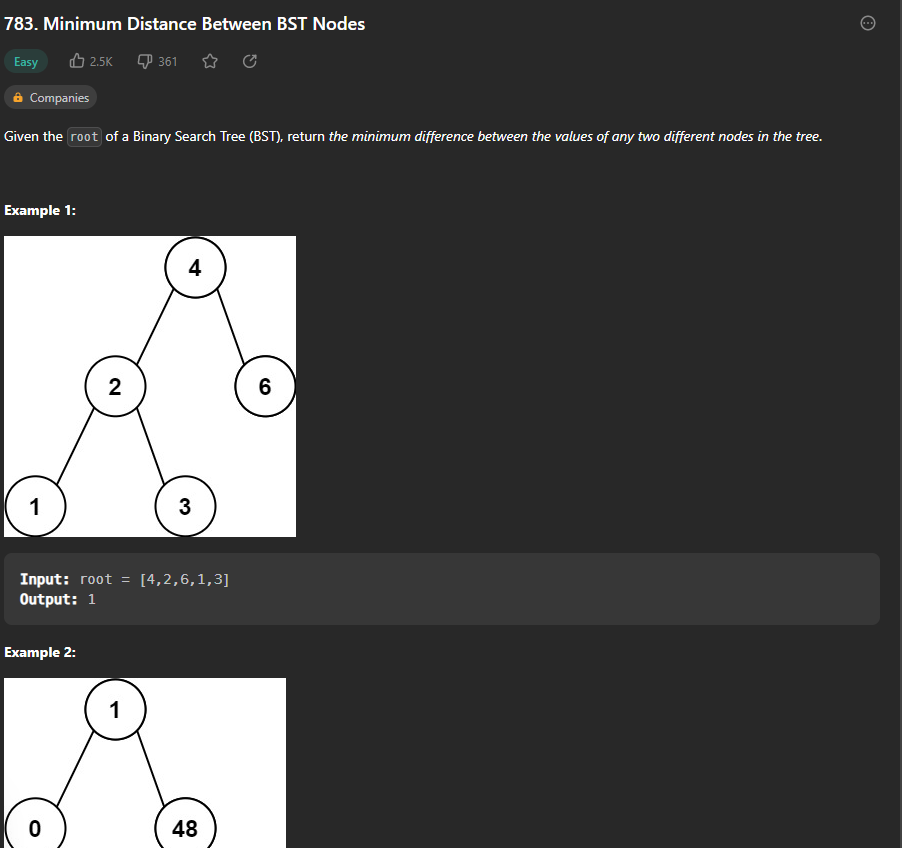 783. Minimum Distance Between BST Nodes
Easy 2.5K 361
Companies
Given the root of a Binary Search Tree (BST), return the minimum difference between the values of any two different nodes in the tree.
Example 1:
4
2 6
1 3
Input: root = [4,2,6,1,3]
Output: 1
Example 2:
1
0 48